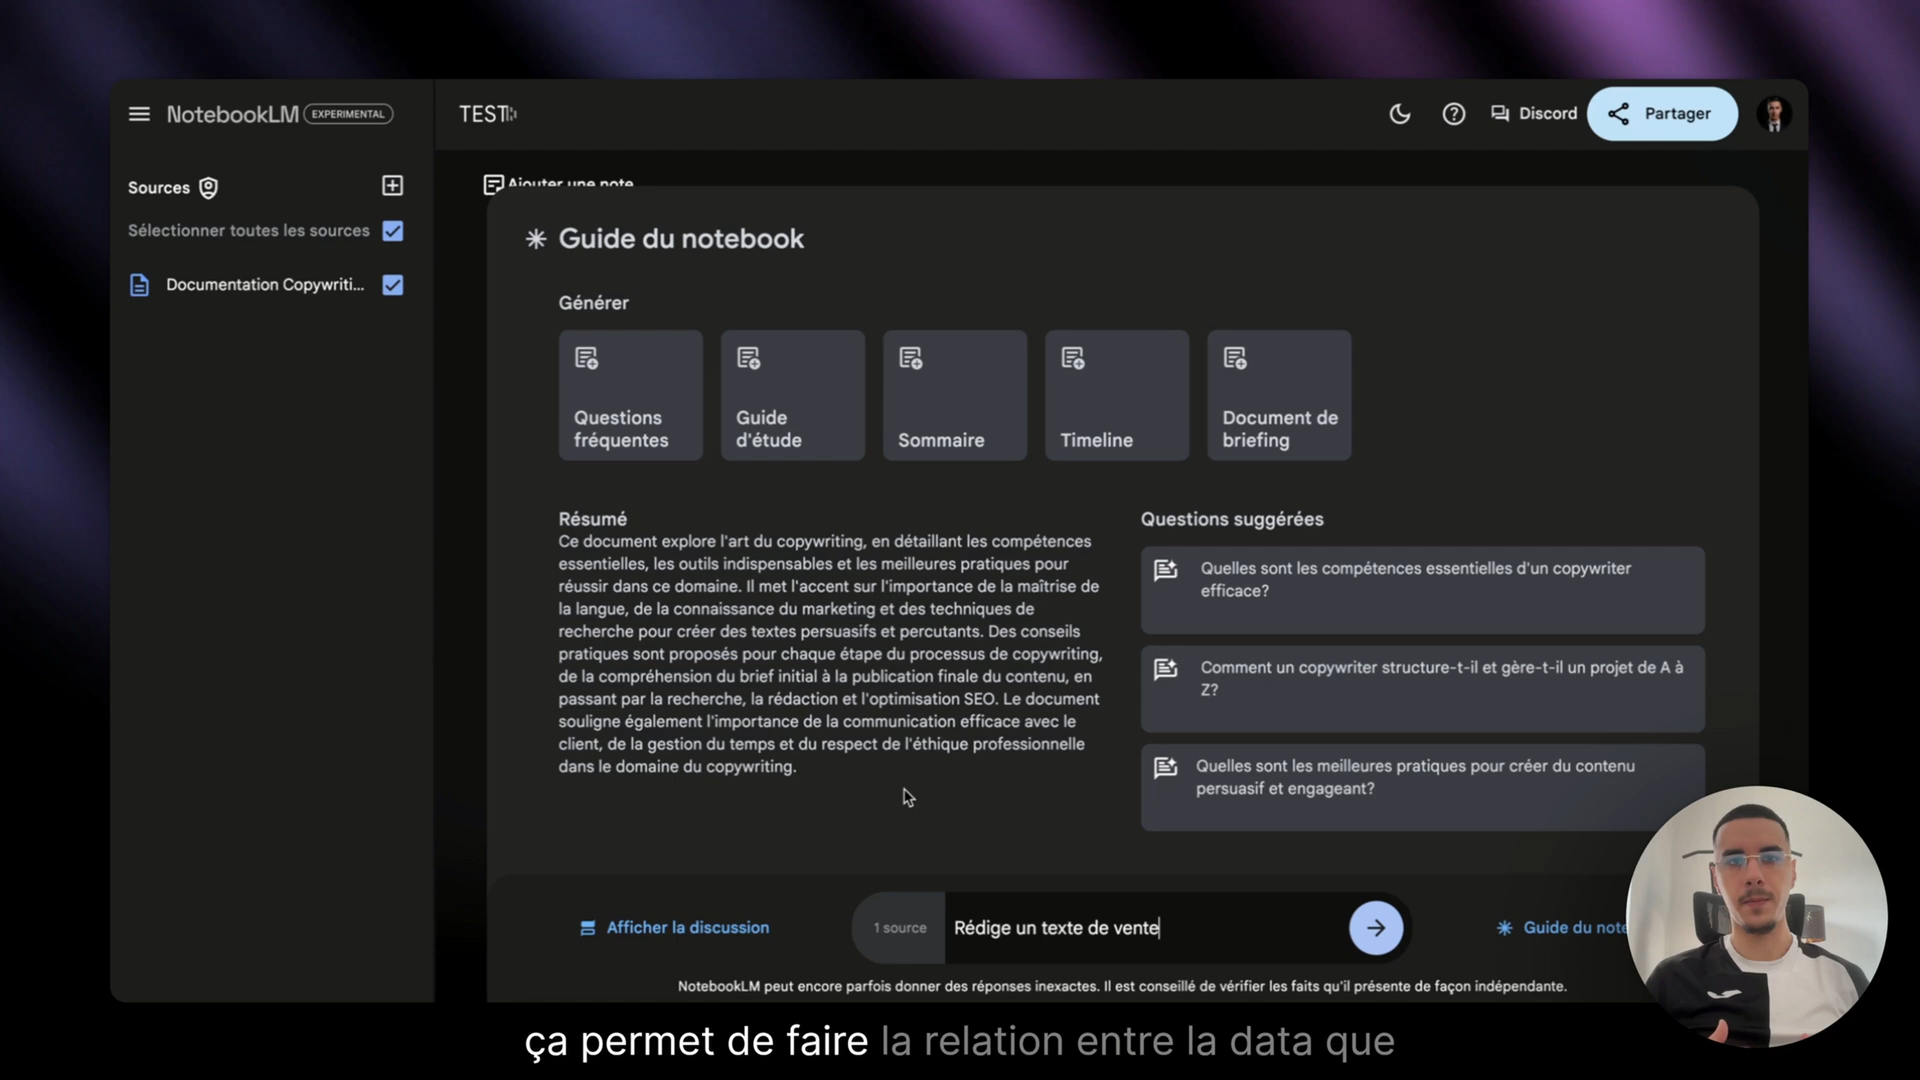 NotebookLM EXPERIMENTAL
TEST
Discord
Partager
Sources
Sélectionner toutes les sources
Documentation Copywriti...
Ajouter une note
Guide du notebook
Générer
Questions
fréquentes
Guide
d'étude
Sommaire
Timeline
Document de
briefing
Résumé
Ce document explore l'art du copywriting, en détaillant les compétences
essentielles, les outils indispensables et les meilleures pratiques pour
réussir dans ce domaine. Il met l'accent sur l'importance de la maîtrise de
la langue, de la connaissance du marketing et des techniques de
recherche pour créer des textes persuasifs et percutants. Des conseils
pratiques sont proposés pour chaque étape du processus de copywriting,
de la compréhension du brief initial à la publication finale du contenu, en
passant par la recherche, la rédaction et l'optimisation SEO. Le document
souligne également l'importance de la communication efficace avec le
client, de la gestion du temps et du respect de l'éthique professionnelle
dans le domaine du copywriting.
Questions suggérées
Quelles sont les compétences essentielles d'un copywriter
efficace?
Comment un copywriter structure-t-il et gère-t-il un projet de A à
Z?
Quelles sont les meilleures pratiques pour créer du contenu
persuasif et engageant?
Afficher la discussion
1 source
Rédige un texte de vente
Guide du note
NotebookLM peut encore parfois donner des réponses inexactes. Il est conseillé de vérifier les faits qu'il présente de façon indépendante.
ça permet de faire la relation entre la data que